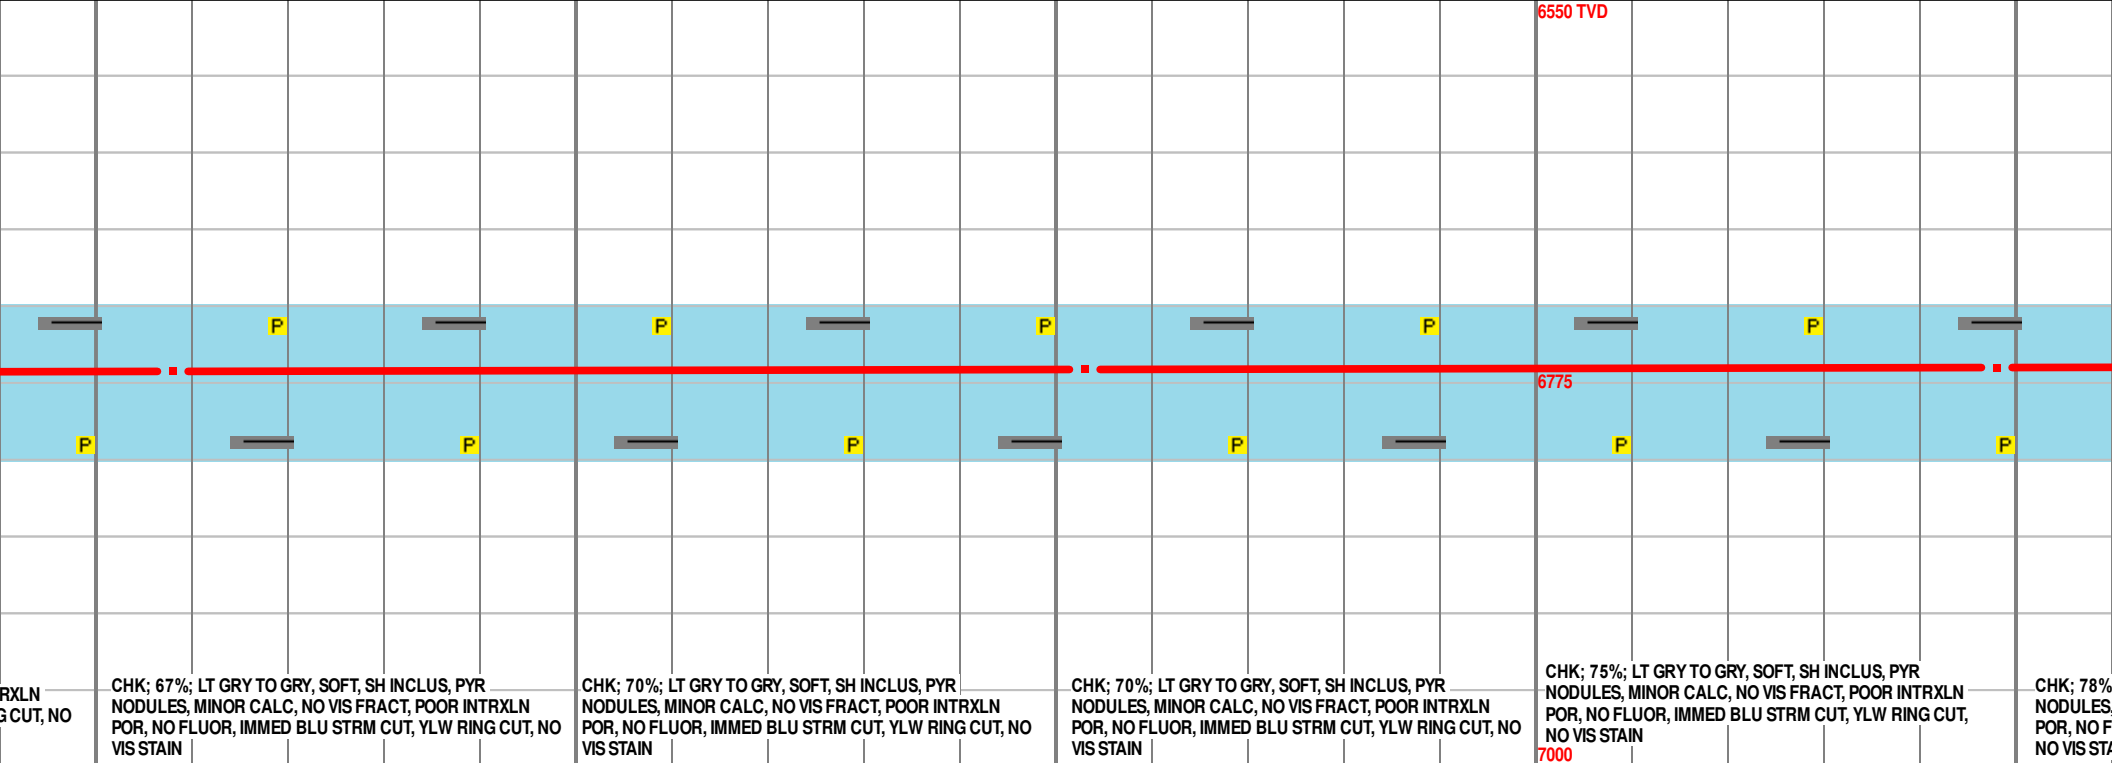 6550 TVD
P
P
P
P
P
6775
P
P
P
P
P
P
RXLN
G CUT, NO
CHK; 67%; LT GRY TO GRY, SOFT, SH INCLUS, PYR
NODULES, MINOR CALC, NO VIS FRACT, POOR INTRXLN
POR, NO FLUOR, IMMED BLU STRM CUT, YLW RING CUT, NO
VIS STAIN
CHK; 70%; LT GRY TO GRY, SOFT, SH INCLUS, PYR
NODULES, MINOR CALC, NO VIS FRACT, POOR INTRXLN
POR, NO FLUOR, IMMED BLU STRM CUT, YLW RING CUT, NO
VIS STAIN
CHK; 70%; LT GRY TO GRY, SOFT, SH INCLUS, PYR
NODULES, MINOR CALC, NO VIS FRACT, POOR INTRXLN
POR, NO FLUOR, IMMED BLU STRM CUT, YLW RING CUT, NO
VIS STAIN
CHK; 75%; LT GRY TO GRY, SOFT, SH INCLUS, PYR
NODULES, MINOR CALC, NO VIS FRACT, POOR INTRXLN
POR, NO FLUOR, IMMED BLU STRM CUT, YLW RING CUT,
NO VIS STAIN
7000
CHK; 78%
NODULES,
POR, NO F
NO VIS STA